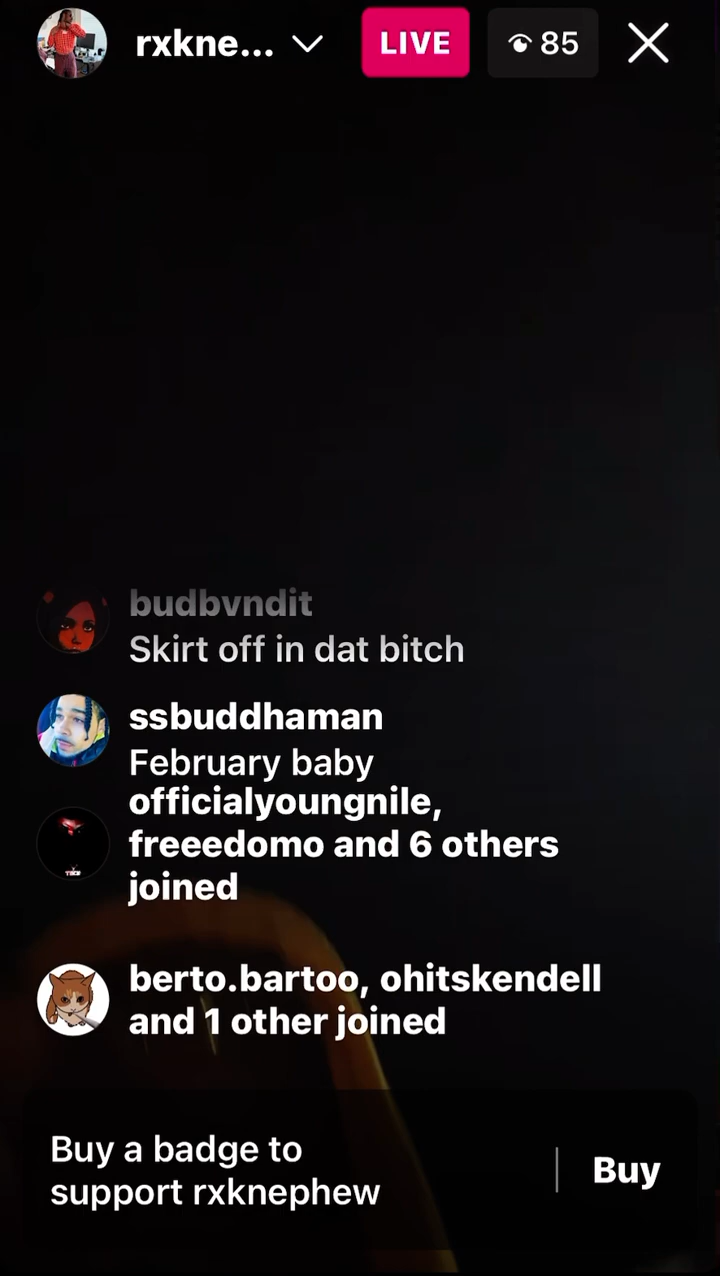 rxkne...
LIVE
85
budbvndit
Skirt off in dat bitch
ssbuddhaman
February baby
officialyoungnile,
freeedomo and 6 others
joined
berto.bartoo, ohitskendell
and 1 other joined
Buy a badge to
support rxknephew
Buy